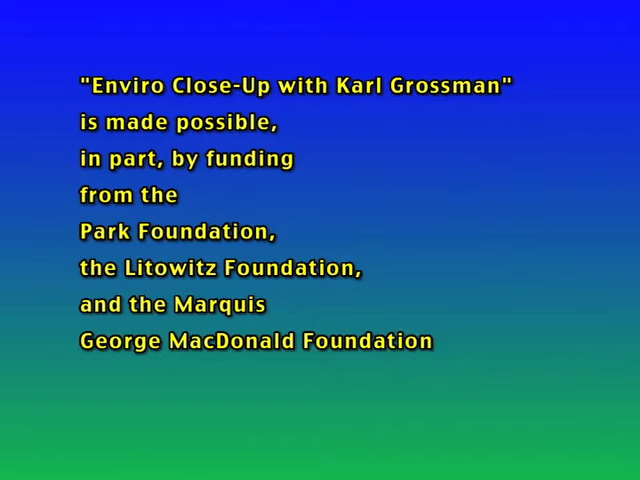 "Enviro Close-Up with Karl Grossman"
is made possible,
in part, by funding
from the
Park Foundation,
the Litowitz Foundation,
and the Marquis
George MacDonald Foundation